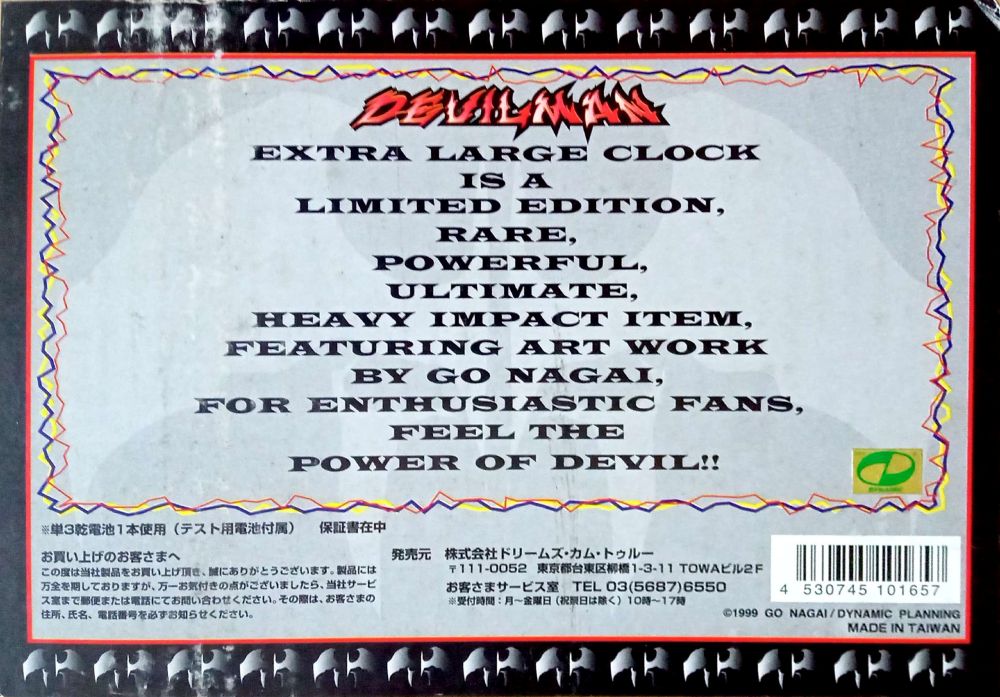 DEVILMAN
EXTRA LARGE CLOCK
IS A
LIMITED EDITION,
RARE,
POWERFUL,
ULTIMATE,
HEAVY IMPACT ITEM,
FEATURING ART WORK
BY GO NAGAI,
FOR ENTHUSIASTIC FANS,
FEEL THE
POWER OF DEVIL!!
DYNAMIC
※単3乾電池1本使用（テスト用電池付属） 保証書在中
お買い上げのお客さまへ
この度は当社製品をお買い上げ頂き、誠にありがとうございます。製品には
万全を期しておりますが、万一お気付きの点がございましたら、当社サービ
ス室まで郵便または電話にてお問い合わせください。その際は、お客さまの
住所、氏名、電話番号を必ずお知らせください。
発売元 株式会社ドリームズ・カム・トゥルー
〒111-0052 東京都台東区柳橋1-3-11 TOWAビル2F
お客さまサービス室 TEL 03(5687)6550
※受付時間：月～金曜日（祝祭日は除く）10時～17時
4 530745 101657
©1999 GO NAGAI/DYNAMIC PLANNING
MADE IN TAIWAN